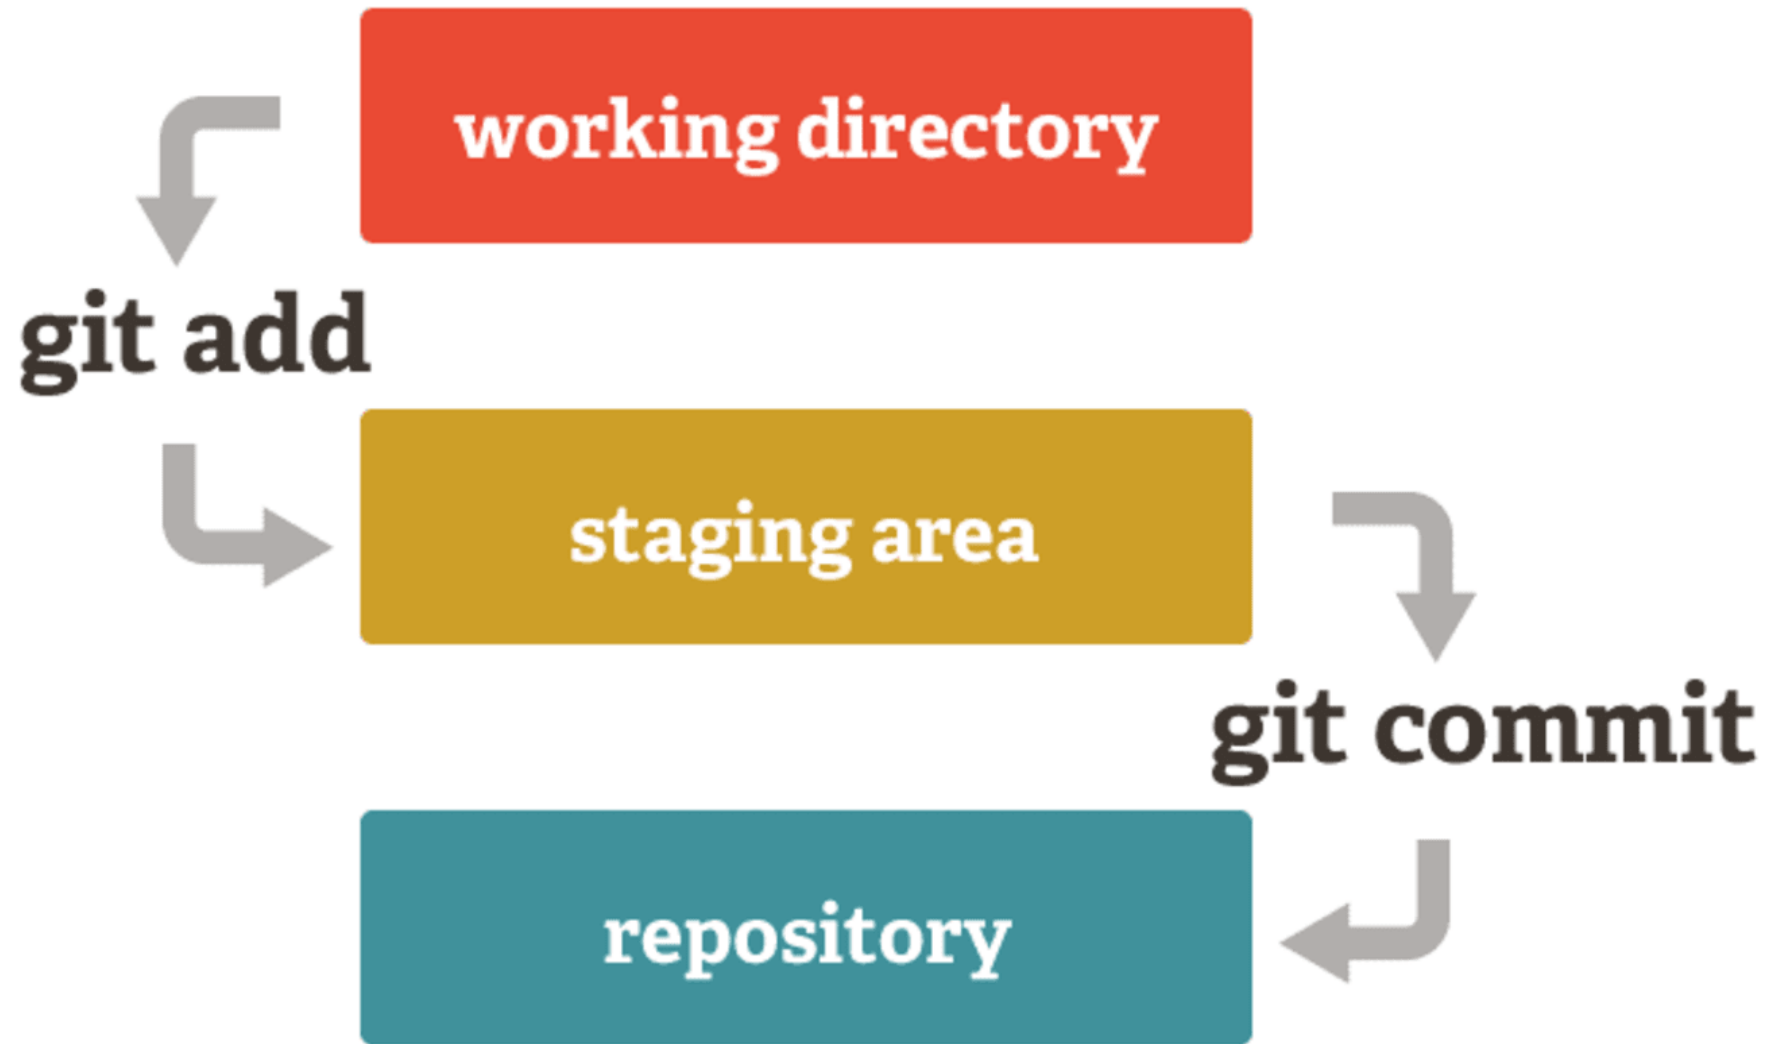 working directory
git add
staging area
git commit
repository